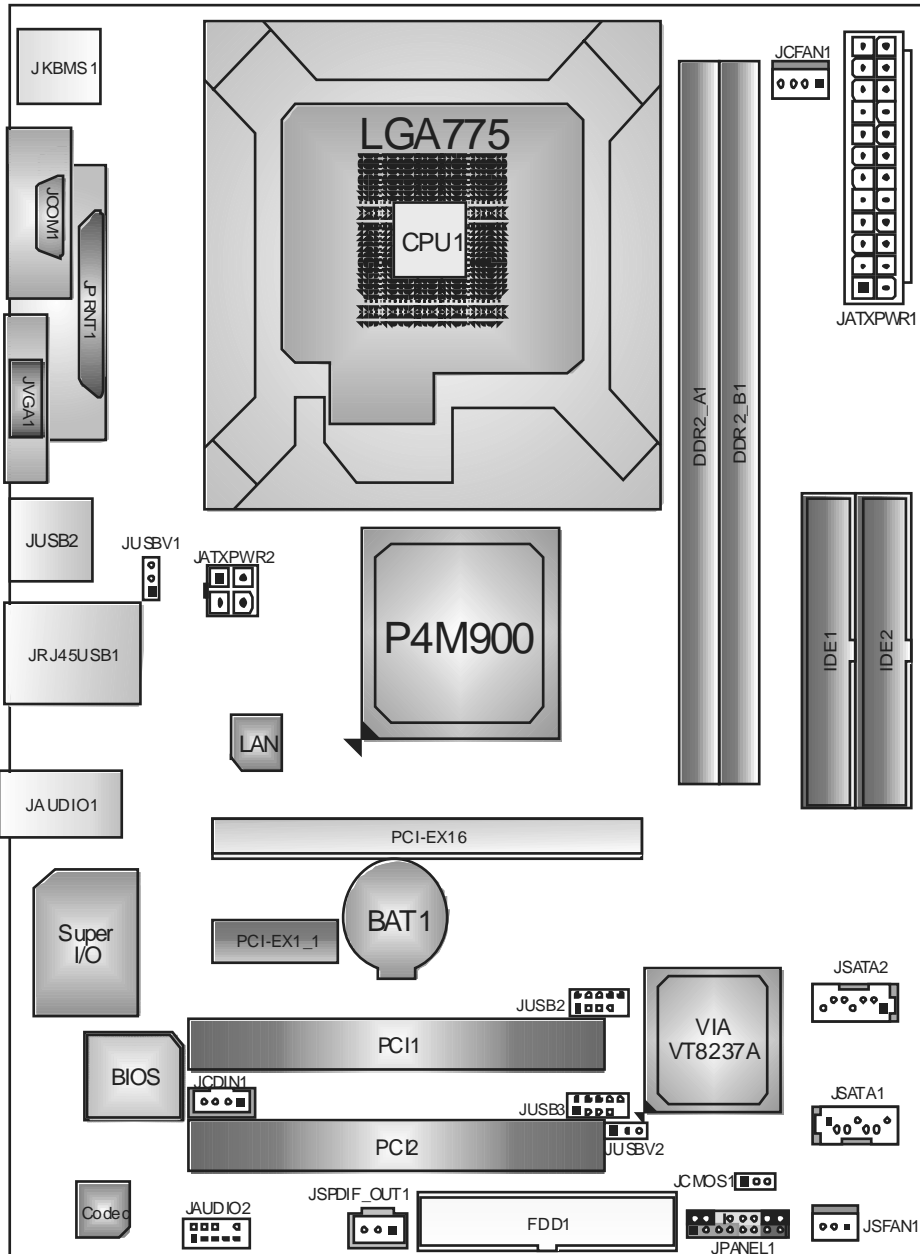 JKBMS1
JCFAN1
LGA775
JCOM1
CPU1
JPRNT1
JATXPWR1
JVGA1
DDR2_A1
DDR2_B1
JUSB2
JUSBV1
JATXPWR2
P4M900
IDE1
IDE2
JRJ45USB1
LAN
JAUDIO1
PCI-EX16
BAT1
Super
I/O
PCI-EX1_1
JSATA2
JUSB2
VIA
VT8237A
PCI1
BIOS
JCDIN1
JSATA1
JUSB3
PCI2
JUSBV2
JCMOS1
Codec
JAUDIO2
JSPDIF_OUT1
FDD1
JSFAN1
JPANEL1